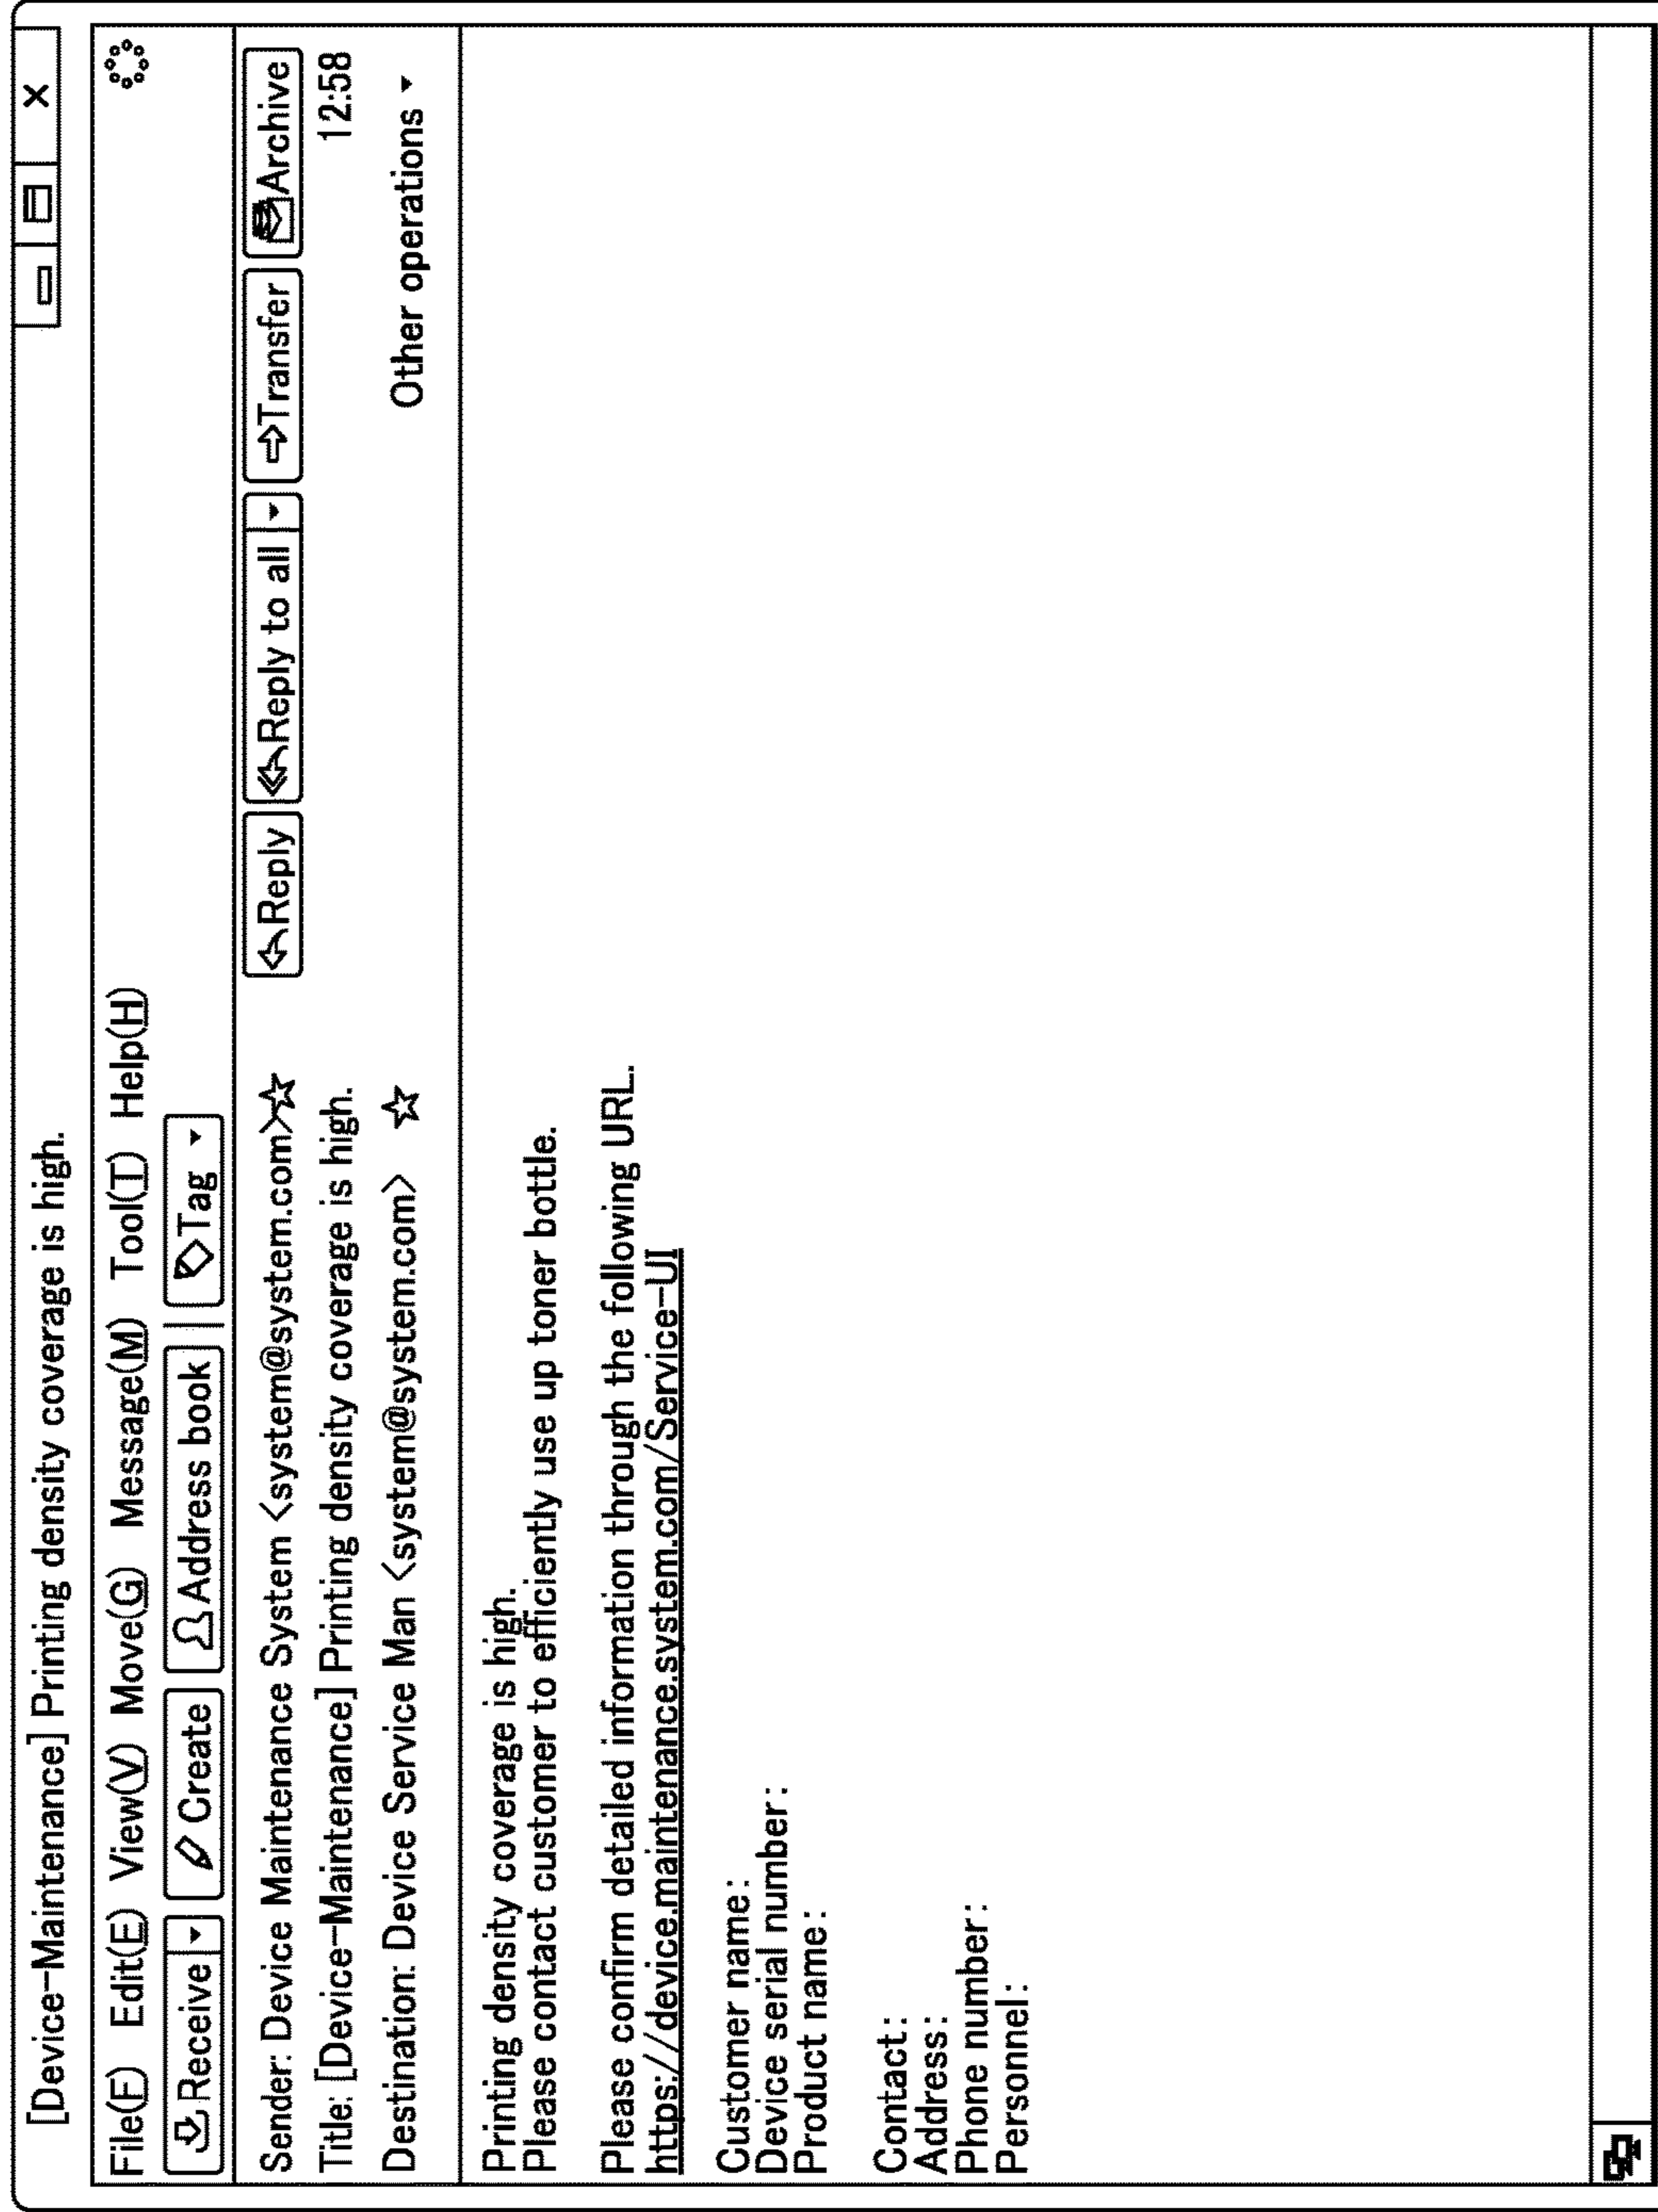 [Device-Maintenance] Printing density coverage is high.
File(F) Edit(E) View(V) Move(G) Message(M) Tool(T) Help(H)
Receive Create Address book Tag
Sender: Device Maintenance System <system@system.com> Reply Reply to all Transfer Archive
Title: [Device-Maintenance] Printing density coverage is high. 12:58
Destination: Device Service Man <system@system.com> Other operations
Printing density coverage is high.
Please contact customer to efficiently use up toner bottle.
Please confirm detailed information through the following URL.
https://device.maintenance.system.com/Service-UI
Customer name:
Device serial number:
Product name:
Contact:
Address:
Phone number:
Personnel: